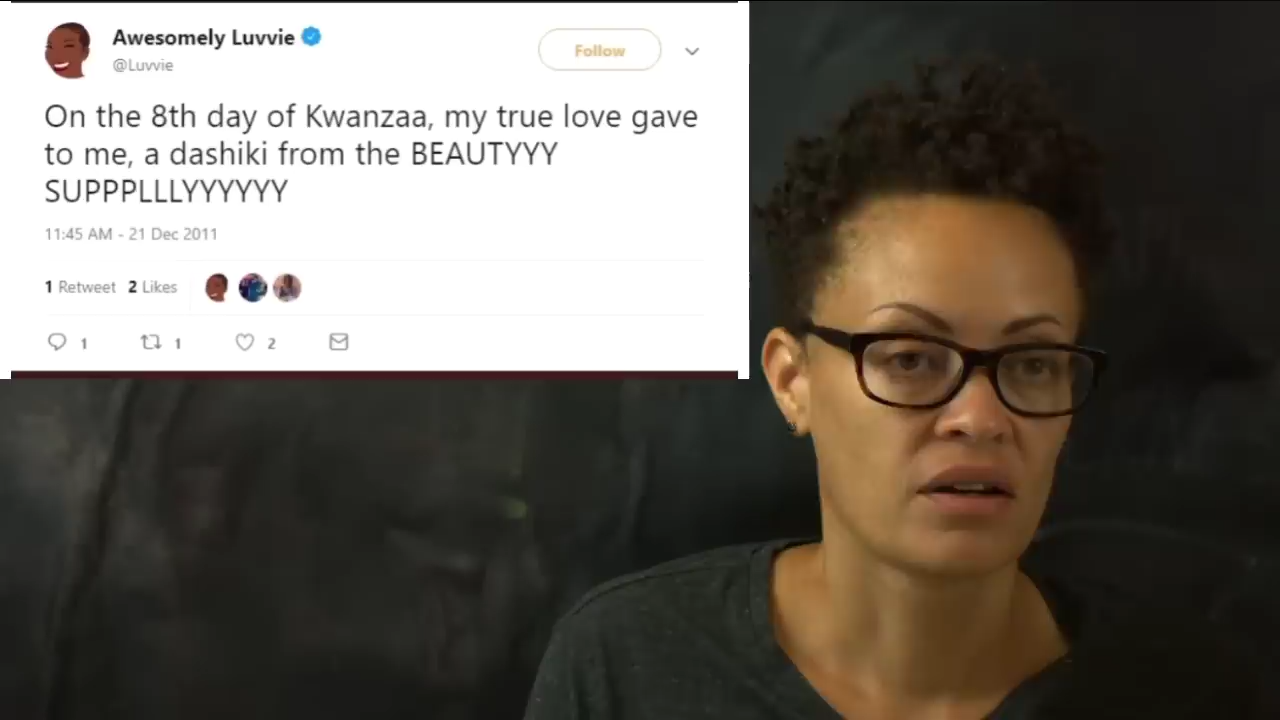 Awesomely Luvvie
@Luvvie
Follow
On the 8th day of Kwanzaa, my true love gave
to me, a dashiki from the BEAUTYYY
SUPPPLLLYYYYYY
11:45 AM - 21 Dec 2011
1 Retweet 2 Likes
1 1 2